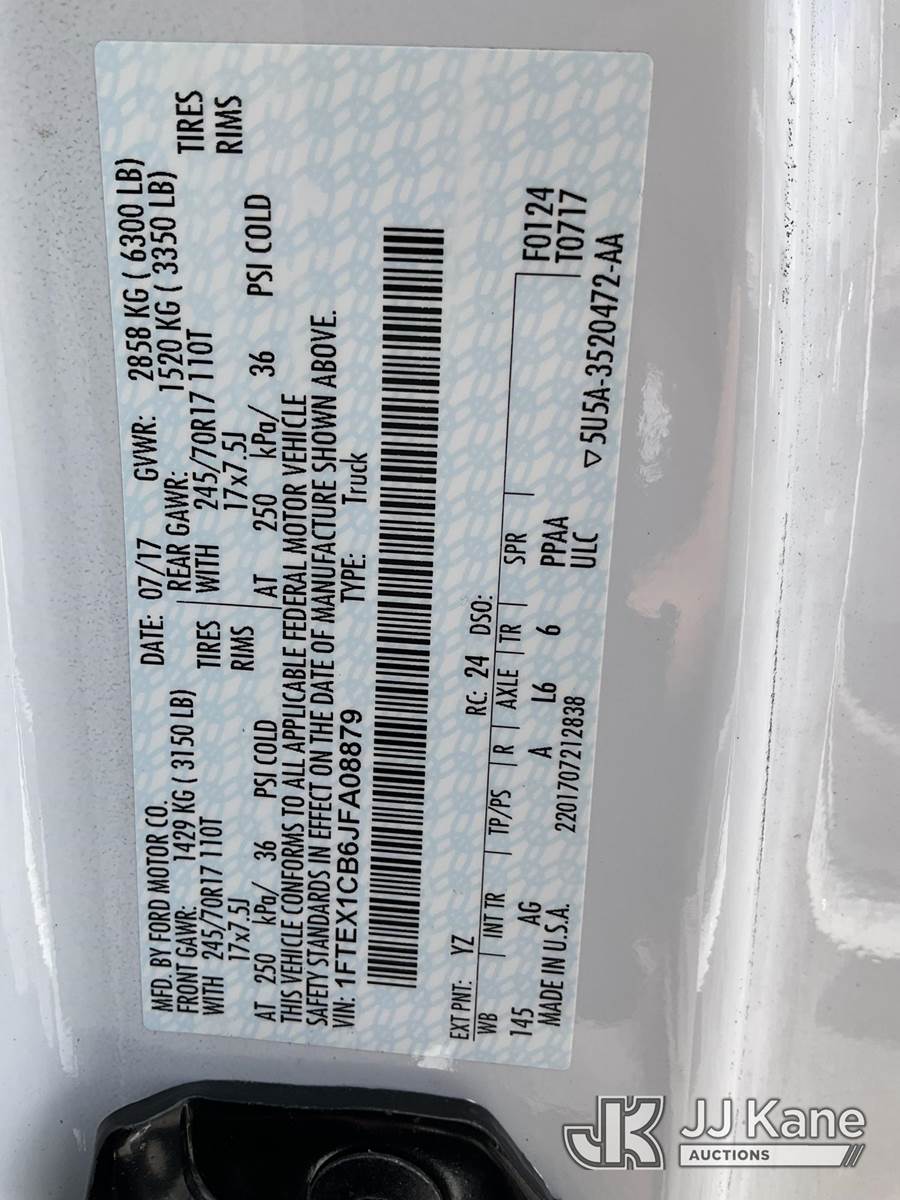 MFD. BY FORD MOTOR CO.
DATE: 07/17 GVWR: 2858 KG ( 6300 LB)
FRONT GAWR: 1429 KG ( 3150 LB) REAR GAWR: 1520 KG ( 3350 LB)
WITH 245/70R17 110T TIRES WITH 245/70R17 110T TIRES
17x7.5J RIMS 17x7.5J RIMS
AT 250 kPa/ 36 PSI COLD AT 250 kPa/ 36 PSI COLD
THIS VEHICLE CONFORMS TO ALL APPLICABLE FEDERAL MOTOR VEHICLE
SAFETY STANDARDS IN EFFECT ON THE DATE OF MANUFACTURE SHOWN ABOVE.
VIN: 1FTEX1CB6JFA08879 TYPE: Truck
EXT PNT: YZ RC: 24 DSO: F0124
WB INT TR TP/PS R AXLE TR SPR T0717
145 AG A L6 6 PPAA
MADE IN U.S.A. 2201707212838 ULC
▽5U5A-3520472-AA
JK JJ Kane
AUCTIONS